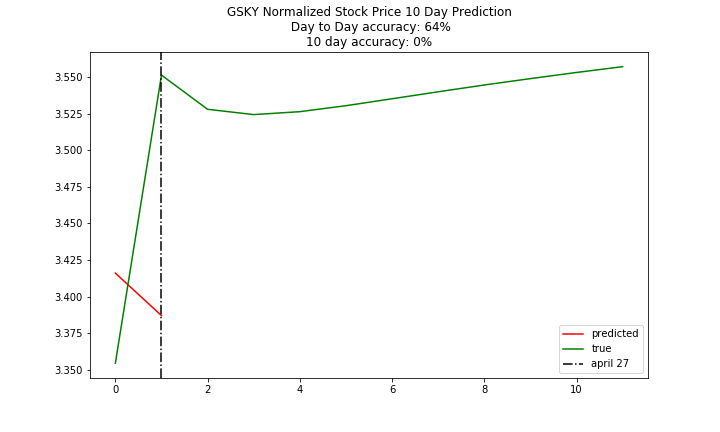 GSKY Normalized Stock Price 10 Day Prediction
Day to Day accuracy: 64%
10 day accuracy: 0%
3.550
3.525
3.500
3.475
3.450
3.425
3.400
3.375
3.350
0
2
4
6
8
10
predicted
true
april 27